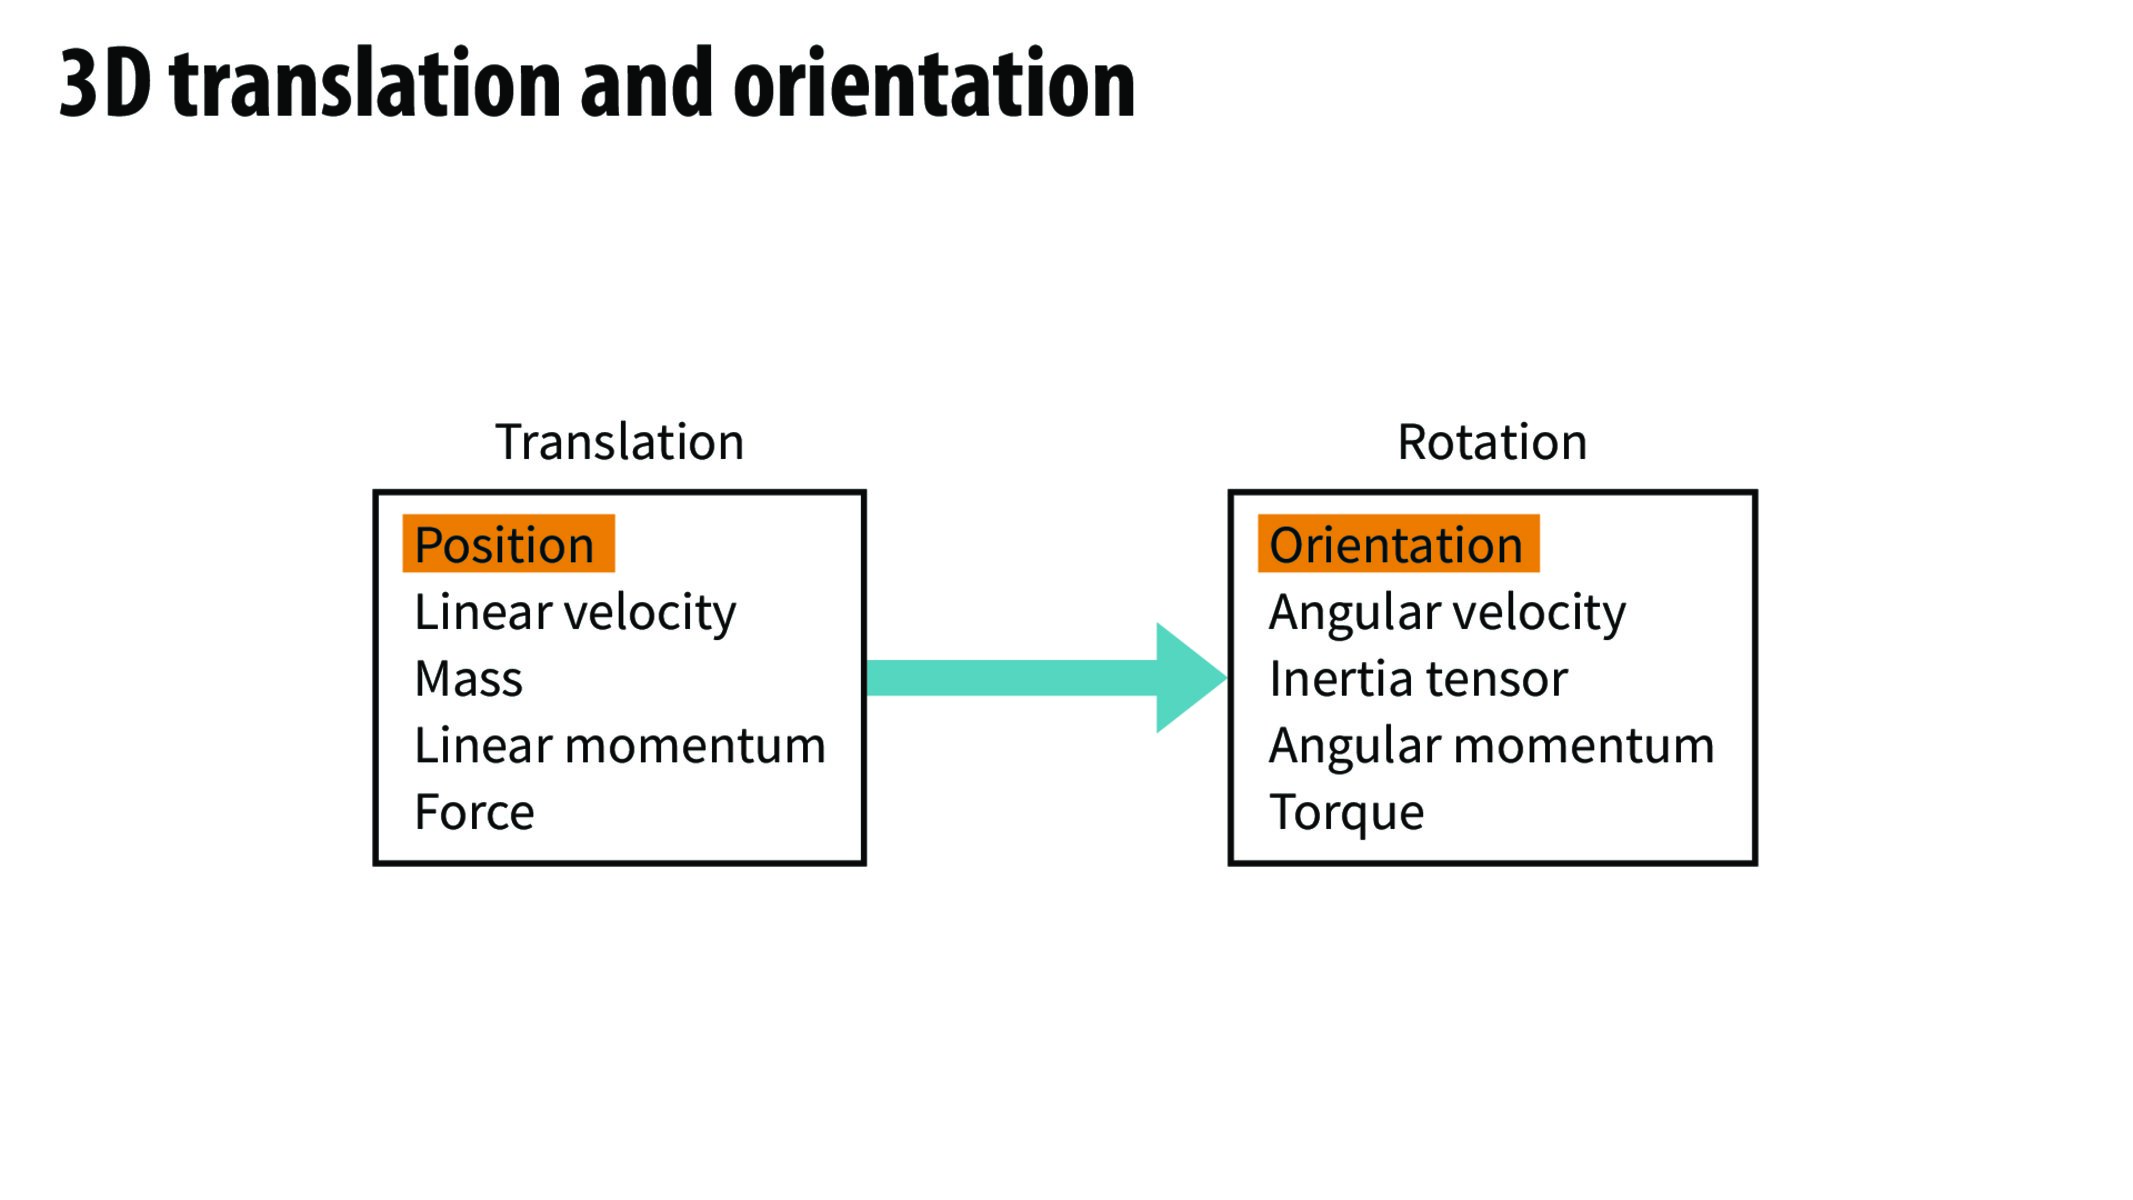 3D translation and orientation
Translation
Position
Linear velocity
Mass
Linear momentum
Force
Rotation
Orientation
Angular velocity
Inertia tensor
Angular momentum
Torque